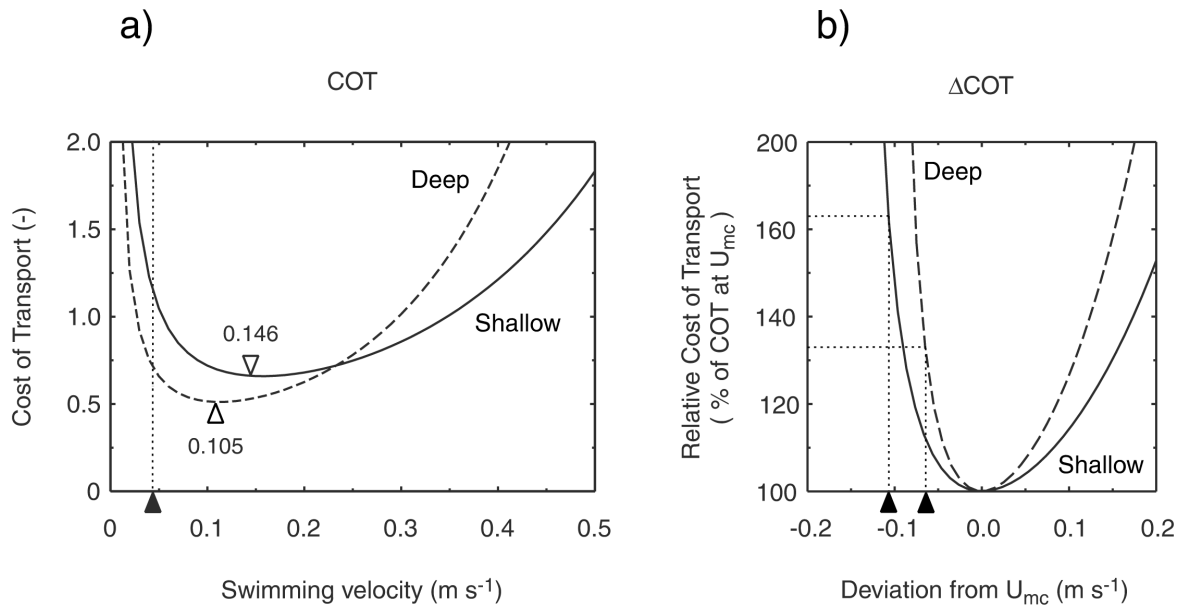 a)
COT
Cost of Transport (-)
2.0
1.5
1.0
0.5
0
Deep
Shallow
0.146
0.105
0 0.1 0.2 0.3 0.4 0.5
Swimming velocity (m s-1)
b)
ΔCOT
Relative Cost of Transport
( % of COT at Umc)
200
160
140
120
100
Deep
Shallow
-0.2 -0.1 0.0 0.1 0.2
Deviation from Umc (m s-1)